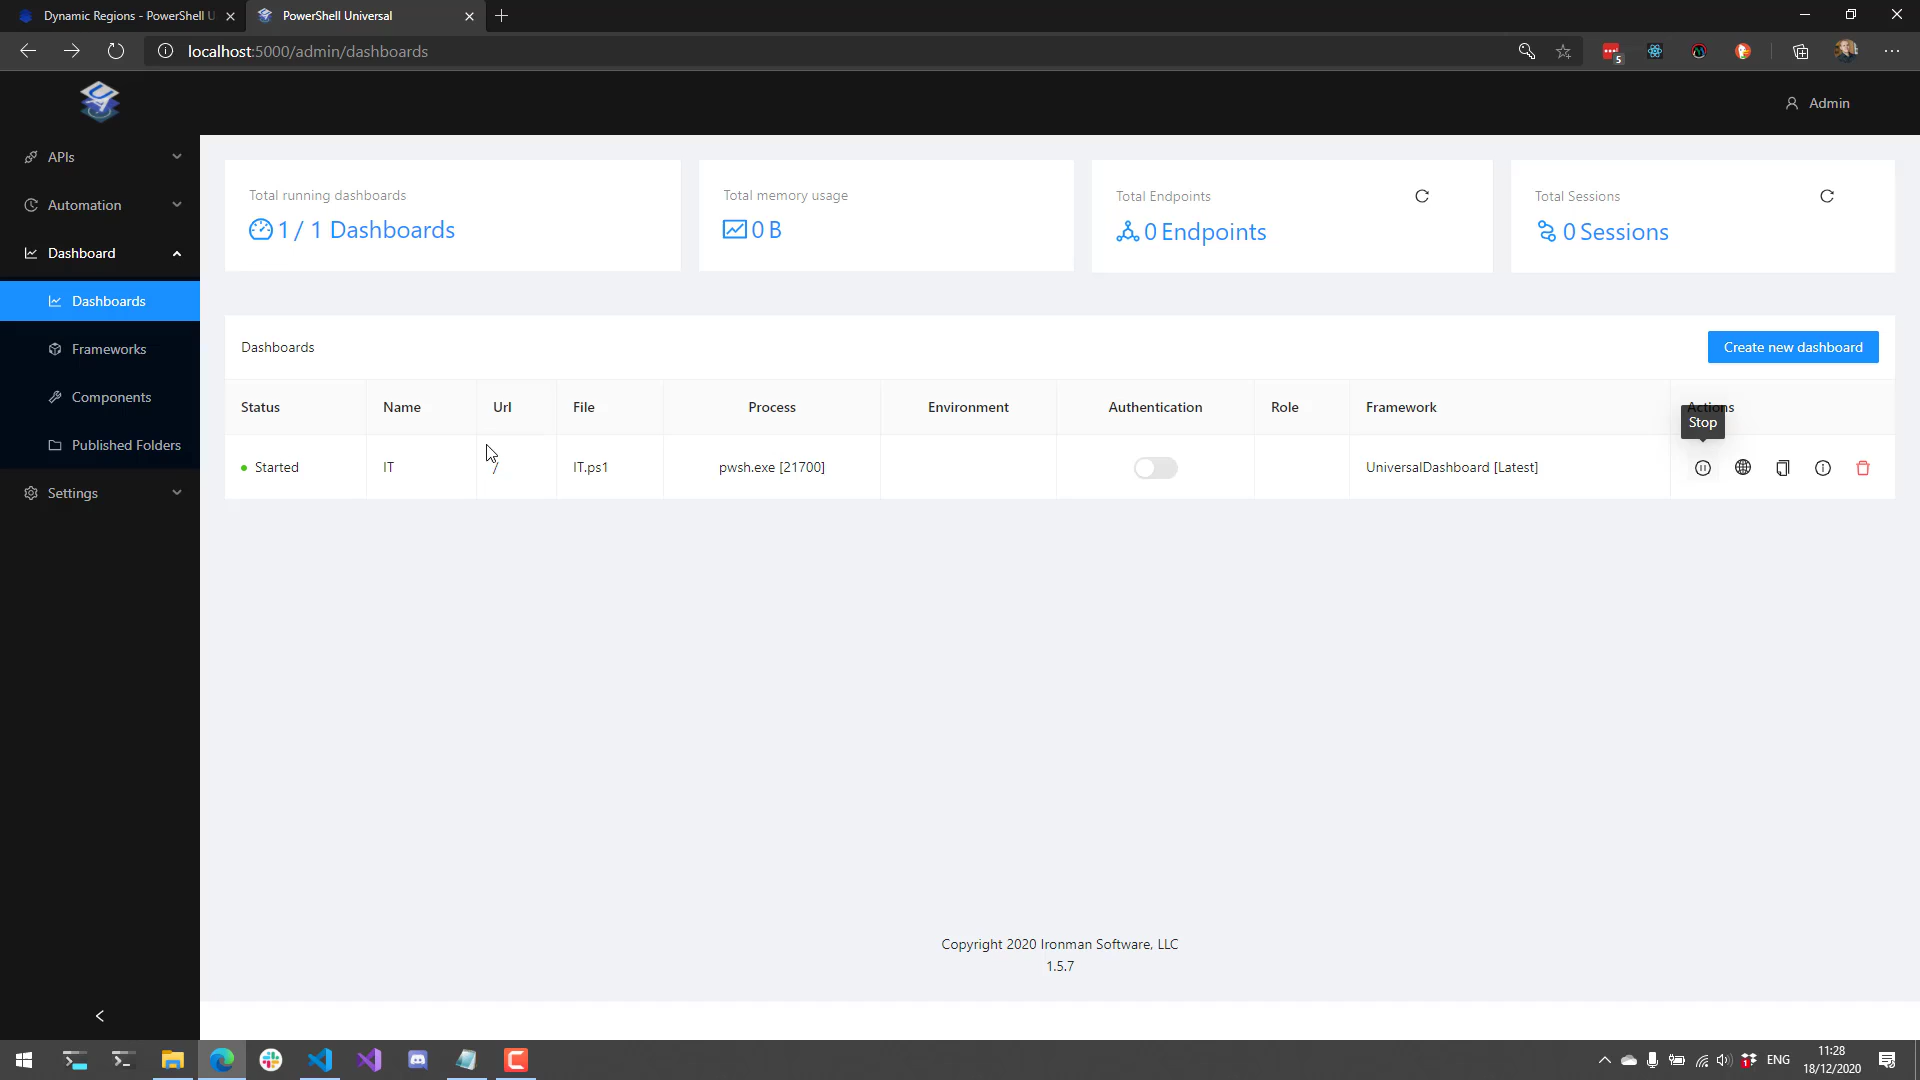 Dynamic Regions - PowerShell U
PowerShell Universal
localhost:5000/admin/dashboards
5
Admin
APIs
Automation
Dashboard
Dashboards
Frameworks
Components
Published Folders
Settings
Total running dashboards
1 / 1 Dashboards
Total memory usage
0 B
Total Endpoints
0 Endpoints
Total Sessions
0 Sessions
Dashboards
Create new dashboard
Status Name Url File Process Environment Authentication Role Framework Actions
Stop
Started IT / IT.ps1 pwsh.exe [21700] UniversalDashboard [Latest]
Copyright 2020 Ironman Software, LLC
1.5.7
ENG
11:28
18/12/2020